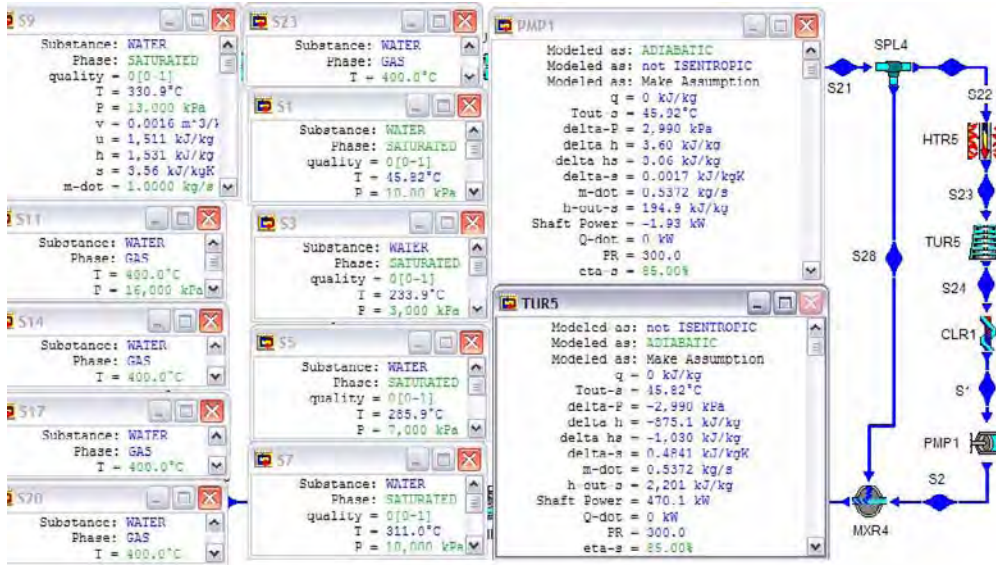 S9
Substance: WATER
Phase: SATURATED
quality = 0[0-1]
T = 330.9°C
P = 13,000 kPa
v = 0.0016 m^3/k
u = 1,511 kJ/kg
h = 1,531 kJ/kg
s = 3.56 kJ/kgK
m-dot = 1.0000 kg/s
S11
Substance: WATER
Phase: GAS
T = 400.0°C
P = 16,000 kPa
S14
Substance: WATER
Phase: GAS
T = 400.0°C
S17
Substance: WATER
Phase: GAS
T = 400.0°C
S20
Substance: WATER
Phase: GAS
T = 400.0°C
S23
Substance: WATER
Phase: GAS
T = 400.0°C
S1
Substance: WATER
Phase: SATURATED
quality = 0[0-1]
T = 45.82°C
P = 10.00 kPa
S3
Substance: WATER
Phase: SATURATED
quality = 0[0-1]
T = 233.9°C
P = 3,000 kPa
S5
Substance: WATER
Phase: SATURATED
quality = 0[0-1]
T = 285.9°C
P = 7,000 kPa
S7
Substance: WATER
Phase: SATURATED
quality = 0[0-1]
T = 311.0°C
P = 10,000 kPa
PMP1
Modeled as: ADIABATIC
Modeled as: not ISENTROPIC
Modeled as: Make Assumption
q = 0 kJ/kg
Tout-s = 45.92°C
delta-P = 2,990 kPa
delta h = 3.60 kJ/kg
delta hs = 3.06 kJ/kg
delta-s = 0.0017 kJ/kgK
m-dot = 0.5372 kg/s
h-out-s = 194.9 kJ/kg
Shaft Power = -1.93 kW
Q-dot = 0 kW
PR = 300.0
eta-s = 85.00%
TUR5
Modeled as: not ISENTROPIC
Modeled as: ADIABATIC
Modeled as: Make Assumption
q = 0 kJ/kg
Tout-s = 45.82°C
delta-P = -2,990 kPa
delta h = -875.1 kJ/kg
delta hs = -1,030 kJ/kg
delta-s = 0.4841 kJ/kgK
m-dot = 0.5372 kg/s
h out s = 2,201 kJ/kg
Shaft Power = 470.1 kW
Q-dot = 0 kW
PR = 300.0
eta-s = 85.00%
SPL4
S21
S22
HTR5
S23
TUR5
S28
S24
CLR1
S1
PMP1
S2
MXR4